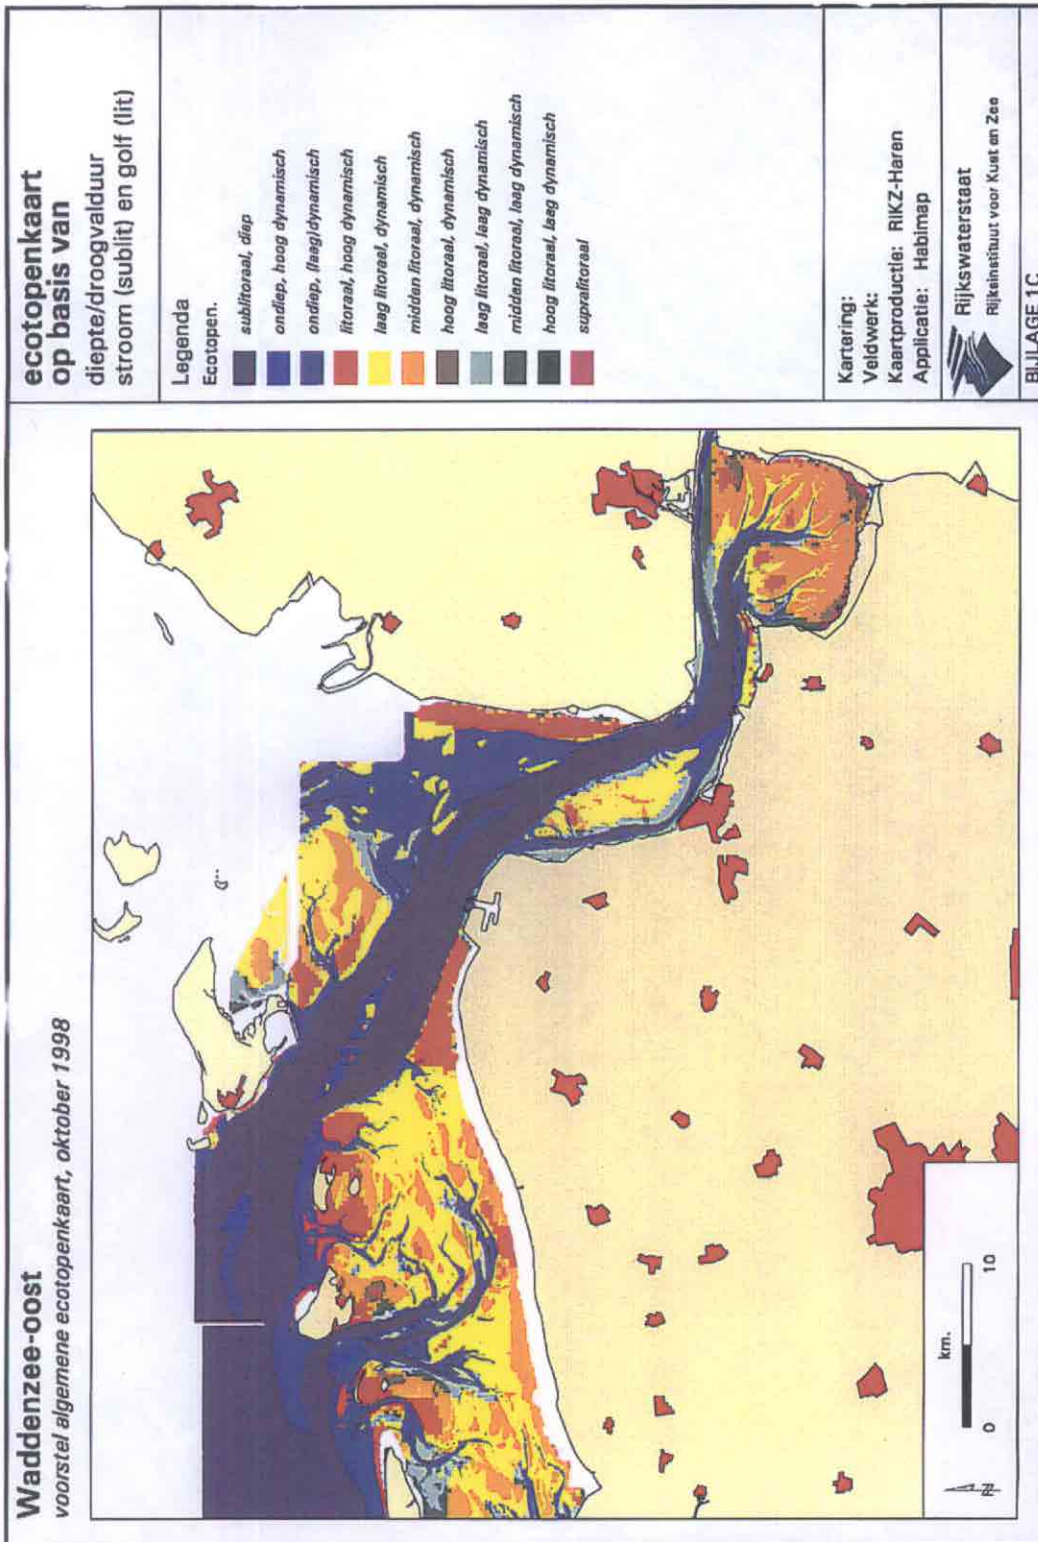 Waddenzee-oost
voorstel algemene ecotopenkaart, oktober 1998
km.
0
10
N
ecotopenkaart
op basis van
diepte/droogvalduur
stroom (sublit) en golf (lit)
Legenda
Ecotopen.
sublitoraal, diep
ondiep, hoog dynamisch
ondiep, (laag)dynamisch
litoraal, hoog dynamisch
laag litoraal, dynamisch
midden litoraal, dynamisch
hoog litoraal, dynamisch
laag litoraal, laag dynamisch
midden litoraal, laag dynamisch
hoog litoraal, laag dynamisch
supralitoraal
Kartering:
Veldwerk:
Kaartproductie: RIKZ-Haren
Applicatie: Habimap
Rijkswaterstaat
Rijksinstituut voor Kust en Zee
BIJLAGE 1C